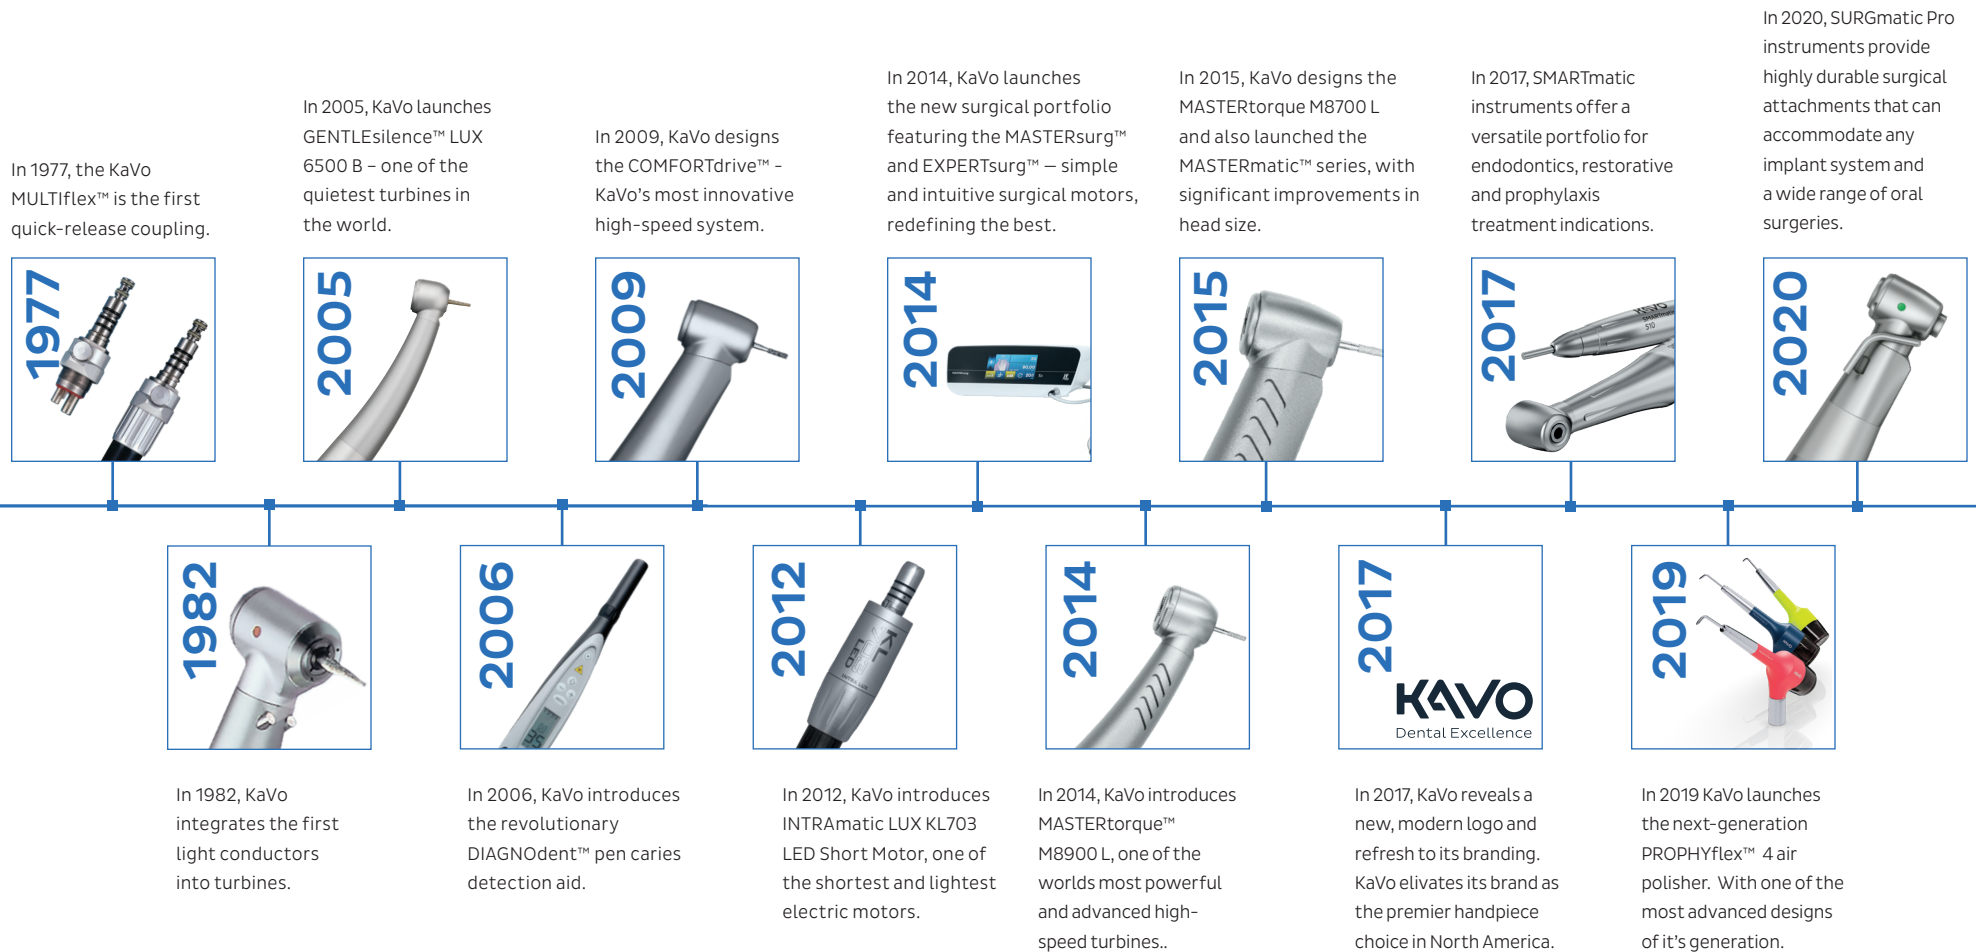 In 1977, the KaVo
MULTIflex™ is the first
quick-release coupling.
1977
In 1982, KaVo
integrates the first
light conductors
into turbines.
1982
In 2005, KaVo launches
GENTLEsilence™ LUX
6500 B – one of the
quietest turbines in
the world.
2005
In 2006, KaVo introduces
the revolutionary
DIAGNOdent™ pen caries
detection aid.
2006
In 2009, KaVo designs
the COMFORTdrive™ -
KaVo's most innovative
high-speed system.
2009
In 2012, KaVo introduces
INTRAmatic LUX KL703
LED Short Motor, one of
the shortest and lightest
electric motors.
2012
KL
LED
INTRA LUX
In 2014, KaVo launches
the new surgical portfolio
featuring the MASTERsurg™
and EXPERTsurg™ — simple
and intuitive surgical motors,
redefining the best.
2014
In 2014, KaVo introduces
MASTERtorque™
M8900 L, one of the
worlds most powerful
and advanced high-
speed turbines..
2014
In 2015, KaVo designs the
MASTERtorque M8700 L
and also launched the
MASTERmatic™ series, with
significant improvements in
head size.
2015
In 2017, KaVo reveals a
new, modern logo and
refresh to its branding.
KaVo elivates its brand as
the premier handpiece
choice in North America.
2017
KAVO
Dental Excellence
In 2017, SMARTmatic
instruments offer a
versatile portfolio for
endodontics, restorative
and prophylaxis
treatment indications.
2017
KAVO
SMARTmatic
S10
In 2019 KaVo launches
the next-generation
PROPHYflex™ 4 air
polisher. With one of the
most advanced designs
of it's generation.
2019
In 2020, SURGmatic Pro
instruments provide
highly durable surgical
attachments that can
accommodate any
implant system and
a wide range of oral
surgeries.
2020